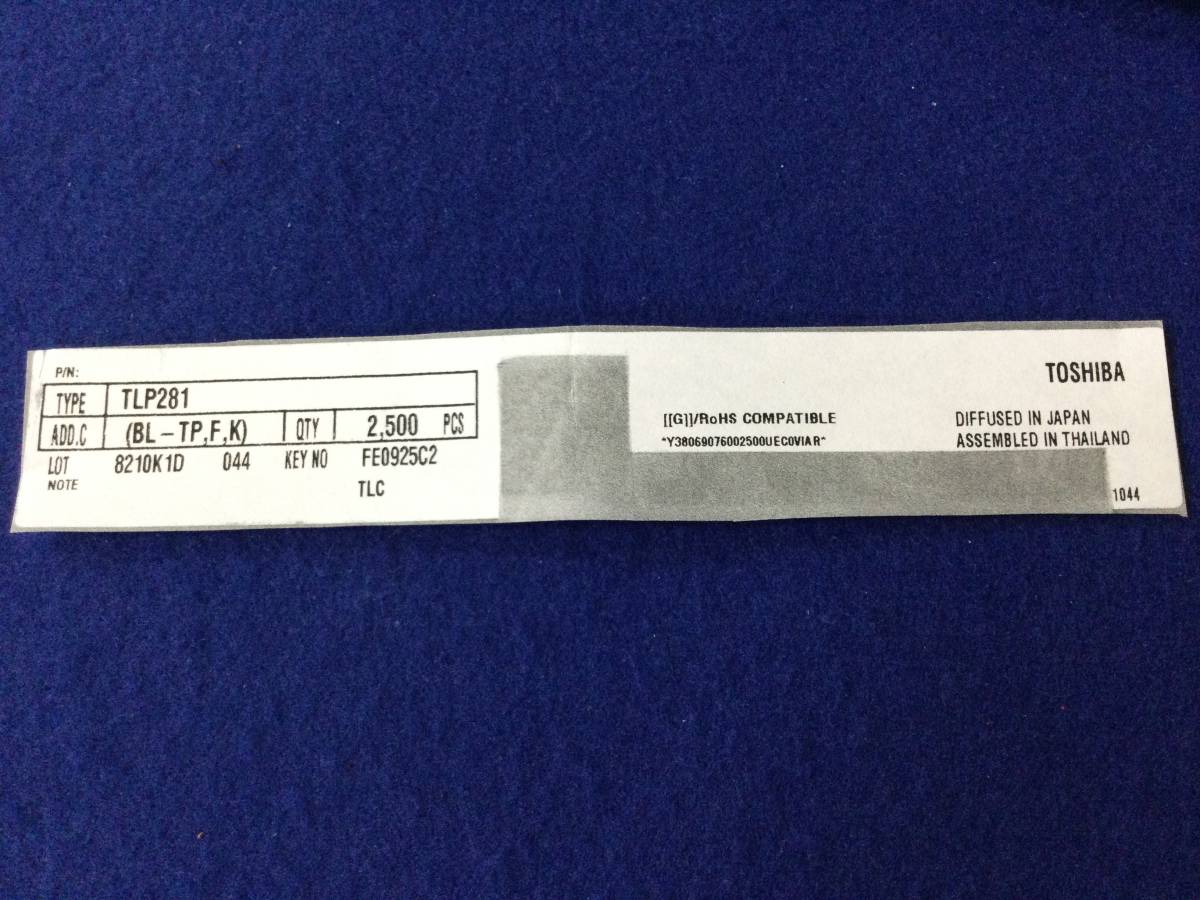 P/N:
TYPE TLP281
ADD.C (BL-TP,F,K) QTY 2,500 PCS
LOT 8210K1D 044 KEY NO FE0925C2
NOTE TLC
[[G]]/RoHS COMPATIBLE
*Y38069076002500UEC0VIAR*
TOSHIBA
DIFFUSED IN JAPAN
ASSEMBLED IN THAILAND
1044